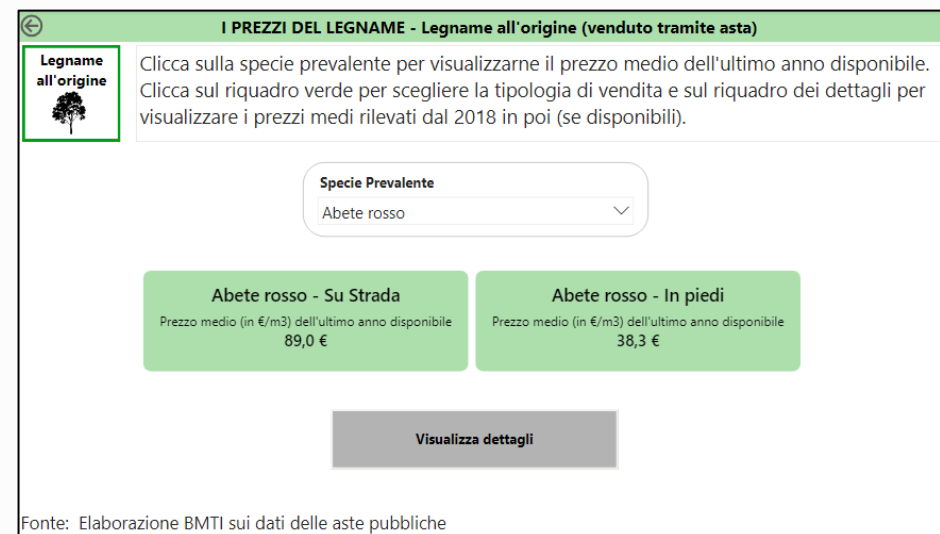 I PREZZI DEL LEGNAME - Legname all'origine (venduto tramite asta)
Legname
all'origine
Clicca sulla specie prevalente per visualizzarne il prezzo medio dell'ultimo anno disponibile.
Clicca sul riquadro verde per scegliere la tipologia di vendita e sul riquadro dei dettagli per
visualizzare i prezzi medi rilevati dal 2018 in poi (se disponibili).
Specie Prevalente
Abete rosso
Abete rosso - Su Strada
Prezzo medio (in €/m3) dell'ultimo anno disponibile
89,0 €
Abete rosso - In piedi
Prezzo medio (in €/m3) dell'ultimo anno disponibile
38,3 €
Visualizza dettagli
Fonte: Elaborazione BMTI sui dati delle aste pubbliche